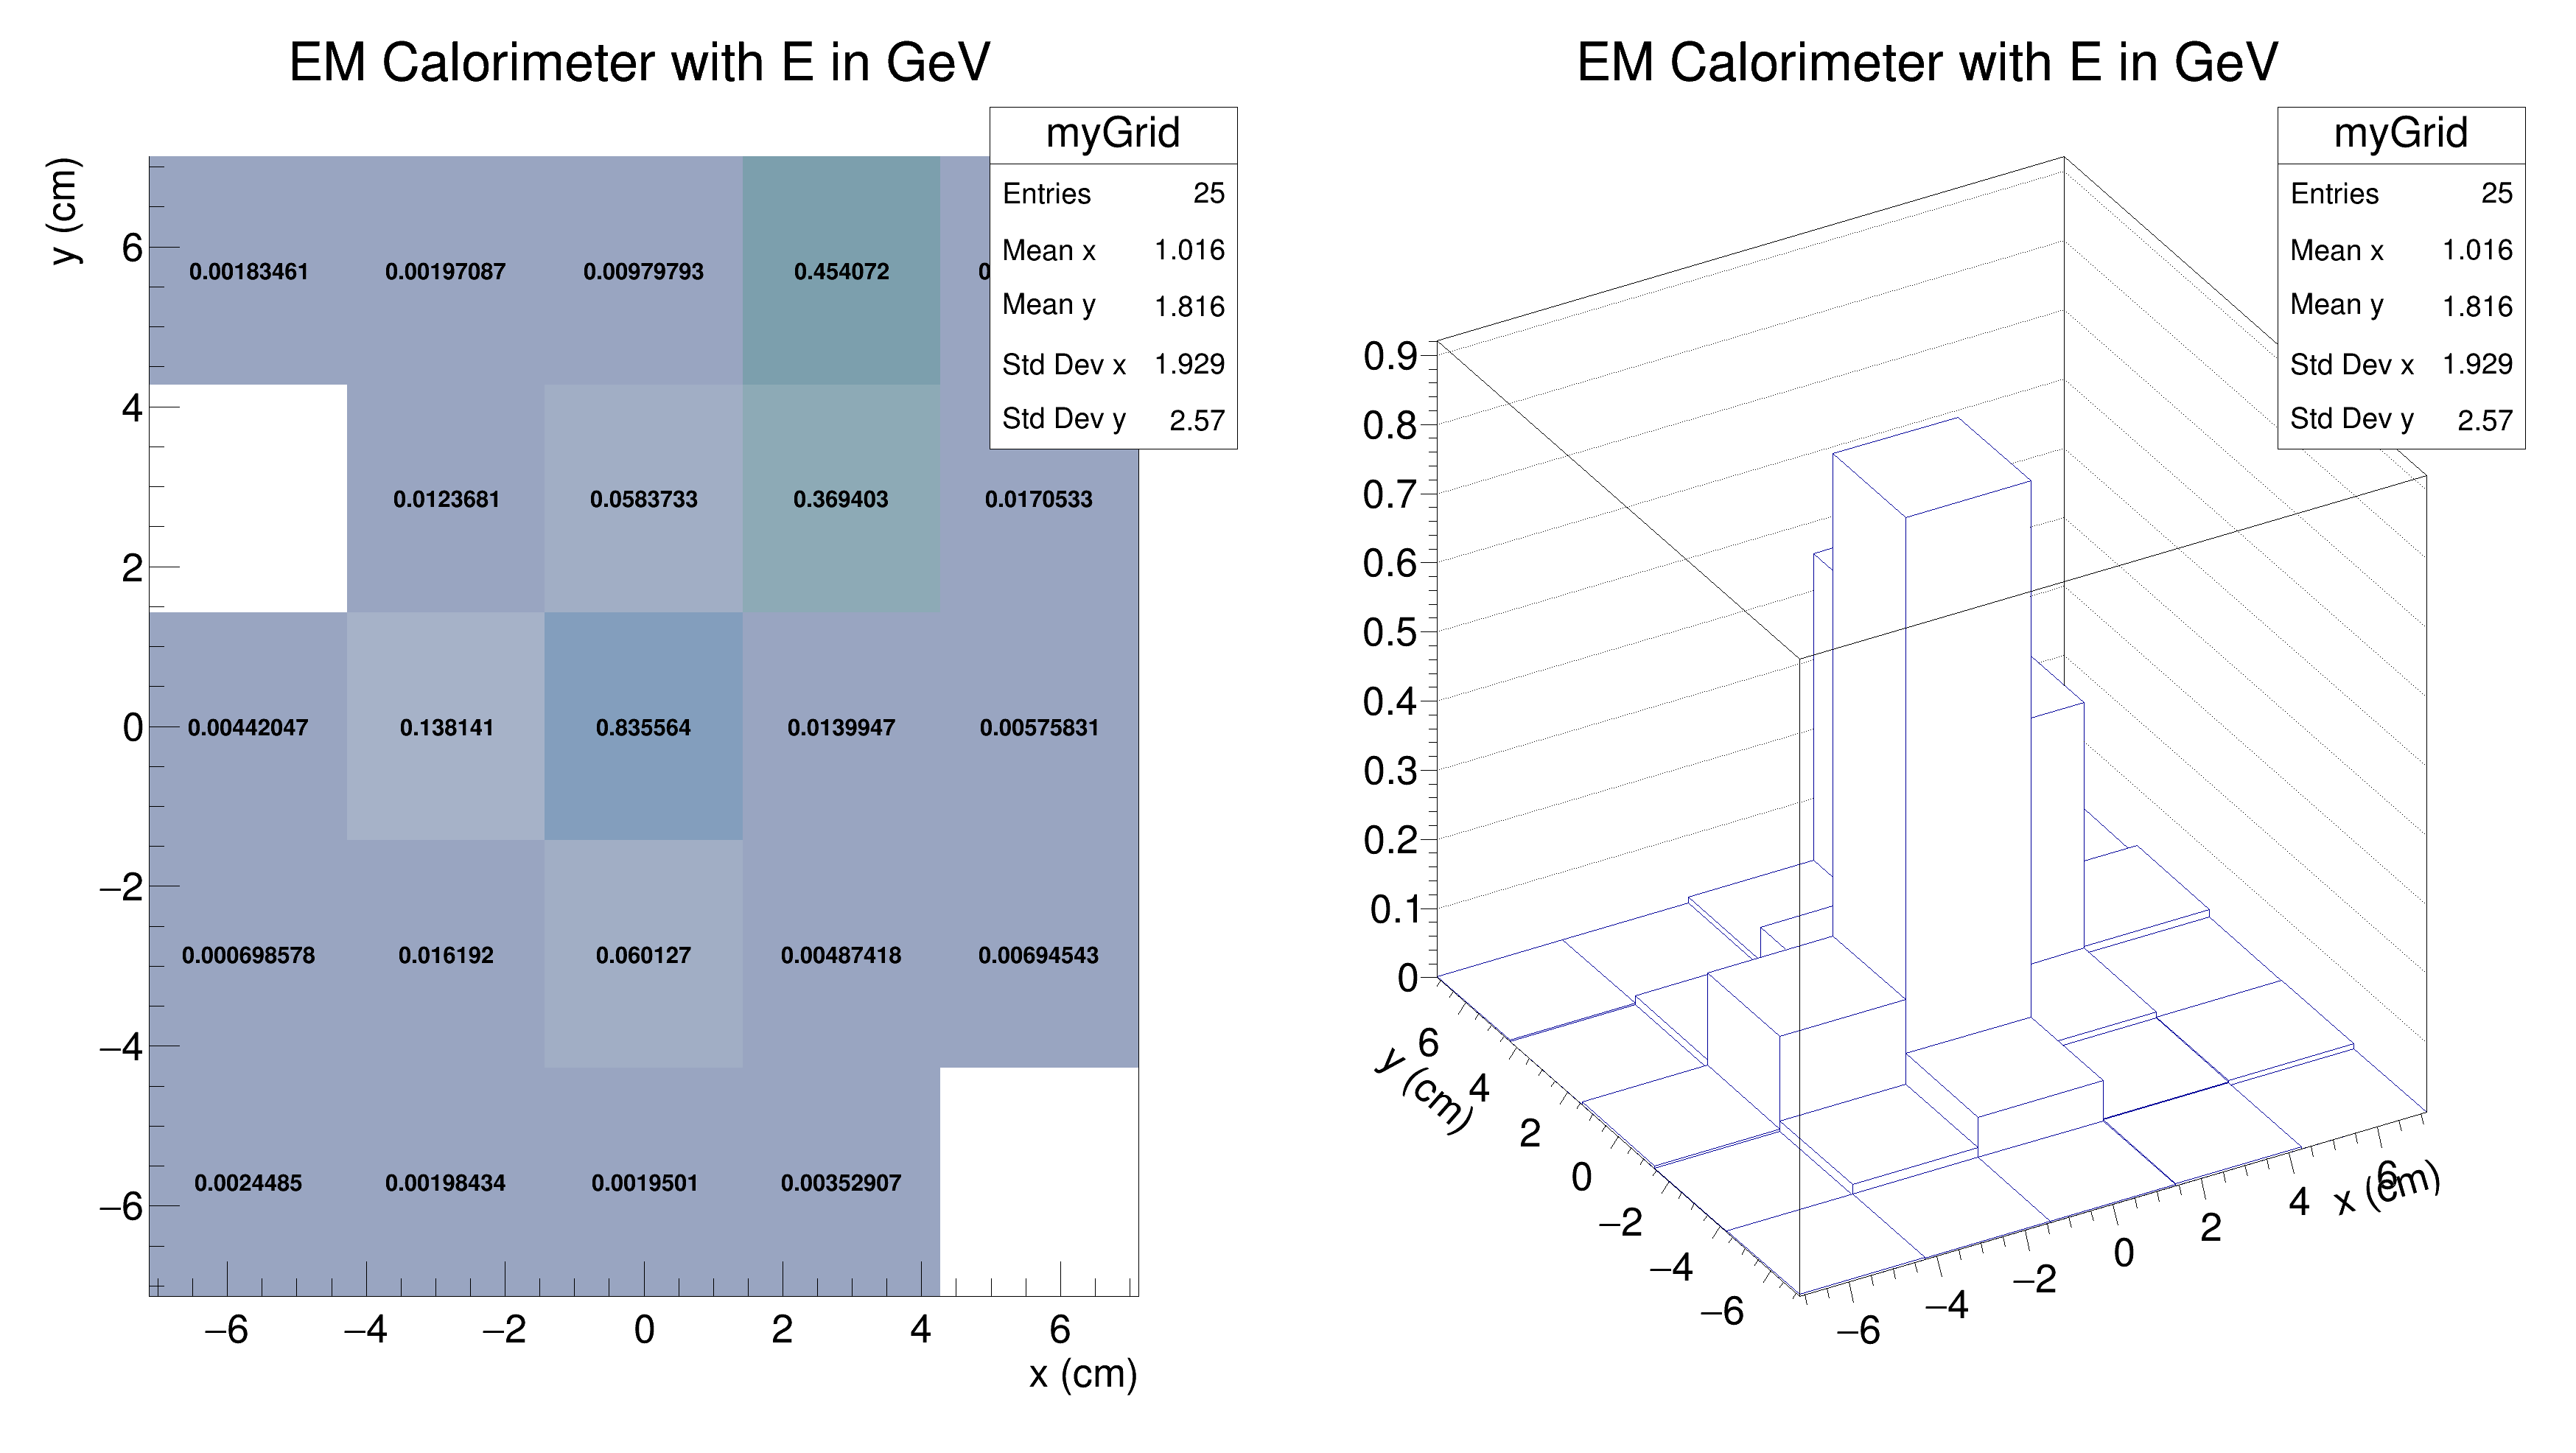 EM Calorimeter with E in GeV
myGrid
Entries 25
Mean x 1.016
Mean y 1.816
Std Dev x 1.929
Std Dev y 2.57
y (cm)
6
4
2
0
−2
−4
−6
0.00183461 0.00197087 0.00979793 0.454072
0.0123681 0.0583733 0.369403 0.0170533
0.00442047 0.138141 0.835564 0.0139947 0.00575831
0.000698578 0.016192 0.060127 0.00487418 0.00694543
0.0024485 0.00198434 0.0019501 0.00352907
−6 −4 −2 0 2 4 6
x (cm)
EM Calorimeter with E in GeV
myGrid
Entries 25
Mean x 1.016
Mean y 1.816
Std Dev x 1.929
Std Dev y 2.57
0.9
0.8
0.7
0.6
0.5
0.4
0.3
0.2
0.1
0
y (cm)
6
4
2
0
−2
−4
−6
−6
−4
−2
0
2
4
6
x (cm)